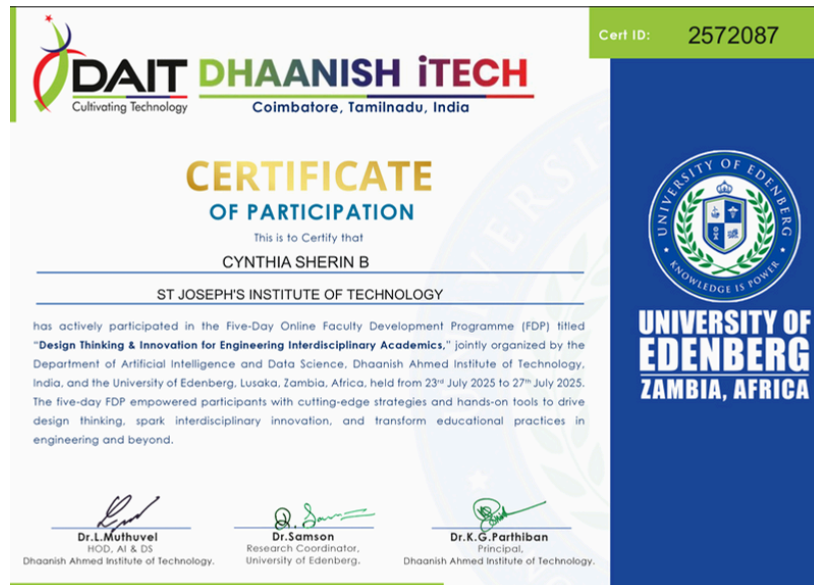 DAIT
Cultivating Technology
DHAANISH iTECH
Coimbatore, Tamilnadu, India
Cert ID: 2572087
CERTIFICATE
OF PARTICIPATION
This is to Certify that
CYNTHIA SHERIN B
ST JOSEPH'S INSTITUTE OF TECHNOLOGY
has actively participated in the Five-Day Online Faculty Development Programme (FDP) titled
“Design Thinking & Innovation for Engineering Interdisciplinary Academics,” jointly organized by the
Department of Artificial Intelligence and Data Science, Dhaanish Ahmed Institute of Technology,
India, and the University of Edenberg, Lusaka, Zambia, Africa, held from 23rd July 2025 to 27th July 2025.
The five-day FDP empowered participants with cutting-edge strategies and hands-on tools to drive
design thinking, spark interdisciplinary innovation, and transform educational practices in
engineering and beyond.
UNIVERSITY OF EDENBERG
KNOWLEDGE IS POWER
UNIVERSITY OF
EDENBERG
ZAMBIA, AFRICA
Dr.L.Muthuvel
HOD, AI & DS
Dhaanish Ahmed Institute of Technology.
Dr.Samson
Research Coordinator,
University of Edenberg.
Dr.K.G.Parthiban
Principal,
Dhaanish Ahmed Institute of Technology.